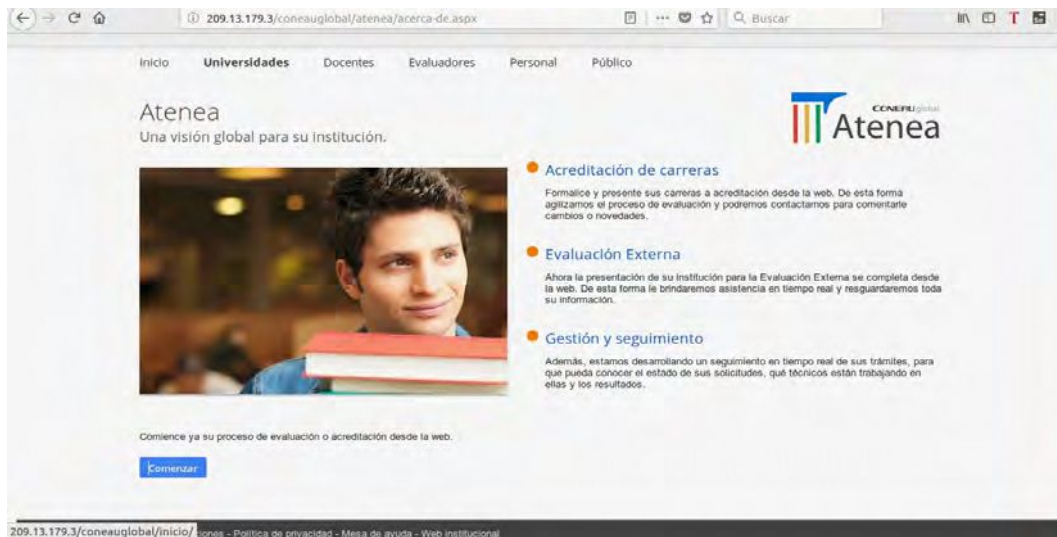 209.13.179.3/coneauglobal/atenea/acerca-de.aspx
Buscar
Inicio Universidades Docentes Evaluadores Personal Público
Atenea
Una visión global para su institución.
CONEAU global
Atenea
Acreditación de carreras
Formalice y presente sus carreras a acreditación desde la web. De esta forma
agilizamos el proceso de evaluación y podremos contactarnos para comentarle
cambios o novedades.
Evaluación Externa
Ahora la presentación de su Institución para la Evaluación Externa se completa desde
la web. De esta forma le brindaremos asistencia en tiempo real y resguardaremos toda
su información.
Gestión y seguimiento
Además, estamos desarrollando un seguimiento en tiempo real de sus trámites, para
que pueda conocer el estado de sus solicitudes, qué técnicos están trabajando en
ellas y los resultados.
Comience ya su proceso de evaluación o acreditación desde la web.
Comenzar
209.13.179.3/coneauglobal/inicio/ ciones - Política de privacidad - Mesa de ayuda - Web institucional